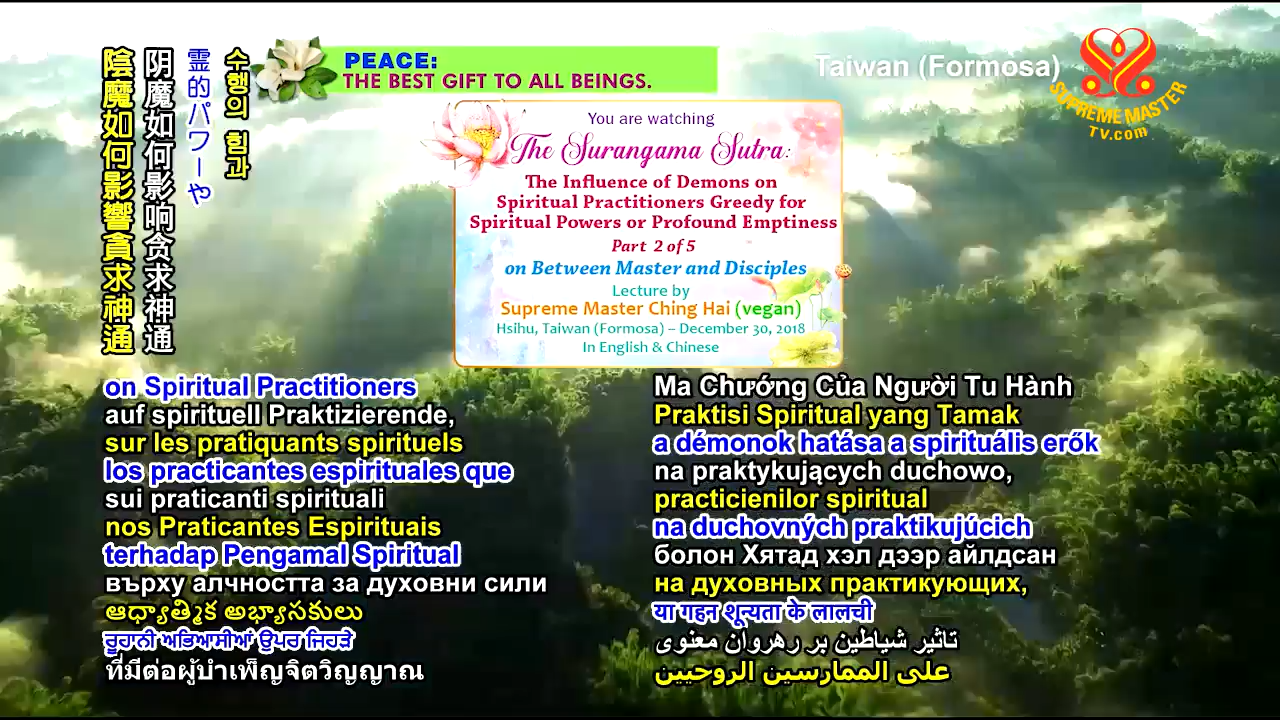 陰魔如何影響貪求神通
阴魔如何影响贪求神通
霊的パワーや
수행의 힘과
PEACE:
THE BEST GIFT TO ALL BEINGS.
Taiwan (Formosa)
SUPREME MASTER
TV.com
You are watching
The Surangama Sutra:
The Influence of Demons on
Spiritual Practitioners Greedy for
Spiritual Powers or Profound Emptiness
Part 2 of 5
on Between Master and Disciples
Lecture by
Supreme Master Ching Hai (vegan)
Hsihu, Taiwan (Formosa) – December 30, 2018
In English & Chinese
on Spiritual Practitioners
auf spirituell Praktizierende,
sur les pratiquants spirituels
los practicantes espirituales que
sui praticanti spirituali
nos Praticantes Espirituais
terhadap Pengamal Spiritual
върху алчността за духовни сили
ఆధ్యాత్మిక అభ్యాసకులు
ਰੂਹਾਨੀ ਅਭਿਆਸੀਆਂ ਉਪਰ ਜਿਹੜੇ
ที่มีต่อผู้บำเพ็ญจิตวิญญาณ
Ma Chướng Của Người Tu Hành
Praktisi Spiritual yang Tamak
a démonok hatása a spirituális erők
na praktykujących duchowo,
practicienilor spiritual
na duchovných praktikujúcich
болон Хятад хэл дээр айлдсан
на духовных практикующих,
या गहन शून्यता के लालची
تاثیر شیاطین بر رهروان معنوی
على الممارسين الروحيين